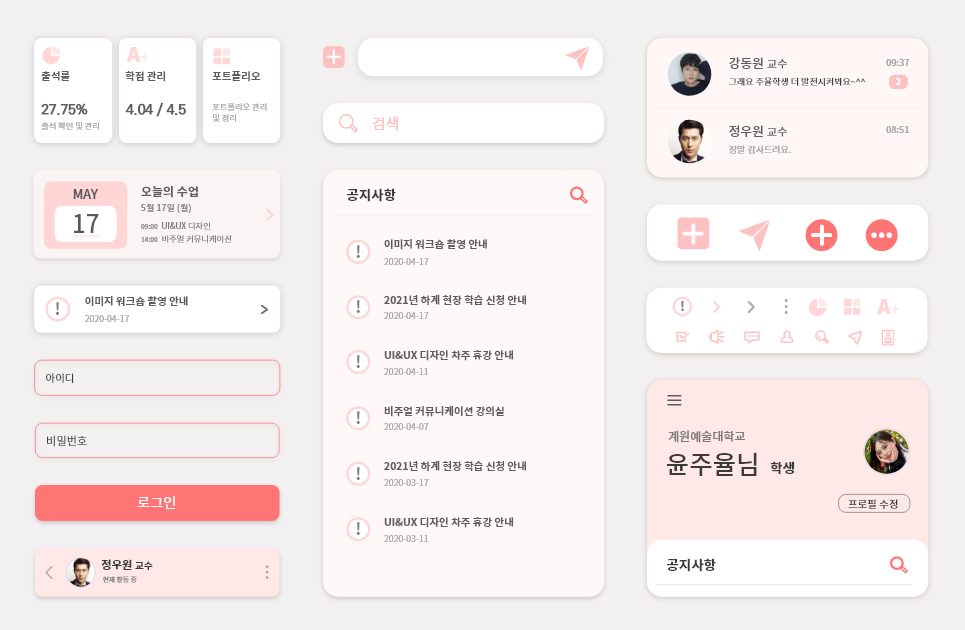 출석률
27.75%
출석 확인 및 관리
A+
학점 관리
4.04 / 4.5
포트폴리오
포트폴리오 관리
및 정리
MAY
17
오늘의 수업
5월 17일 (월)
09:00 UI&UX 디자인
14:00 비주얼 커뮤니케이션
!
이미지 워크숍 촬영 안내
2020-04-17
아이디
비밀번호
로그인
정우원 교수
현재 활동 중
검색
공지사항
!
이미지 워크숍 촬영 안내
2020-04-17
!
2021년 하계 현장 학습 신청 안내
2020-04-17
!
UI&UX 디자인 차주 휴강 안내
2020-04-11
!
비주얼 커뮤니케이션 강의실
2020-04-07
!
2021년 하계 현장 학습 신청 안내
2020-03-17
!
UI&UX 디자인 차주 휴강 안내
2020-03-11
강동원 교수
09:37
그래요 주율학생 더 발전시켜봐요~^^
2
정우원 교수
08:51
정말 감사드려요.
!
A+
계원예술대학교
윤주율님 학생
프로필 수정
공지사항